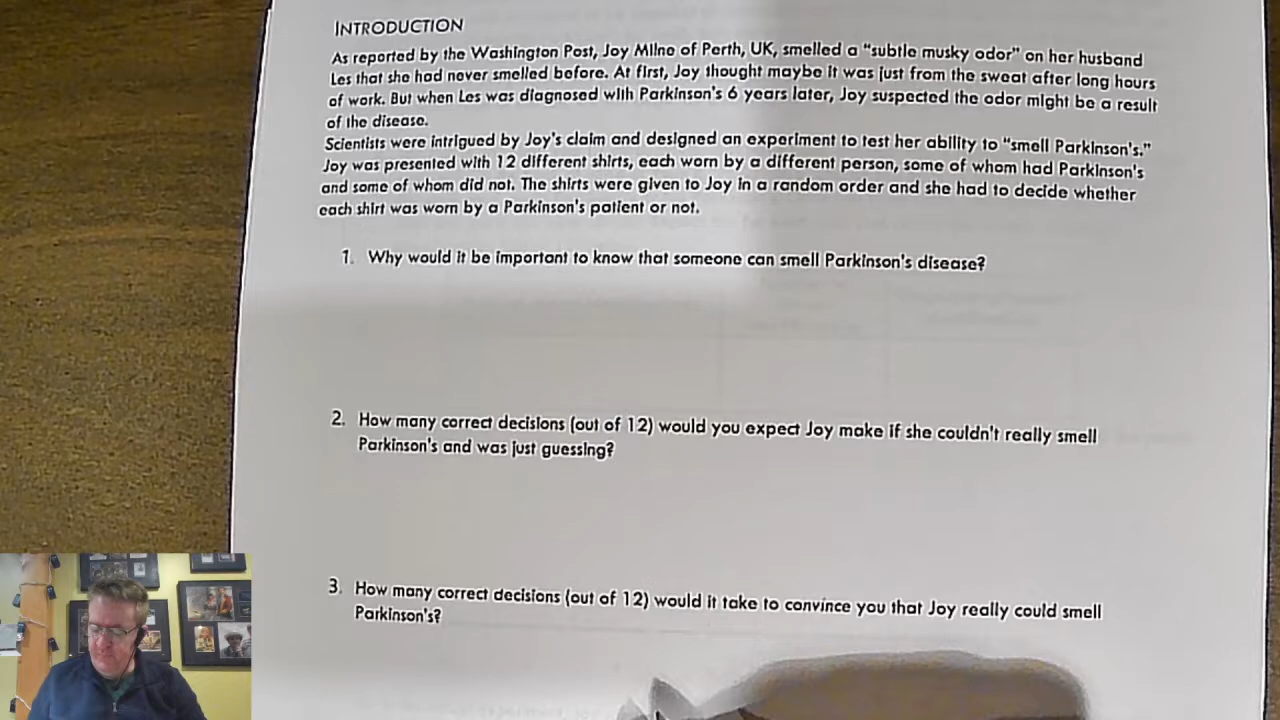 INTRODUCTION
As reported by the Washington Post, Joy Milne of Perth, UK, smelled a "subtle musky odor" on her husband
Les that she had never smelled before. At first, Joy thought maybe it was just from the sweat after long hours
of work. But when Les was diagnosed with Parkinson's 6 years later, Joy suspected the odor might be a result
of the disease.
Scientists were intrigued by Joy's claim and designed an experiment to test her ability to "smell Parkinson's."
Joy was presented with 12 different shirts, each worn by a different person, some of whom had Parkinson's
and some of whom did not. The shirts were given to Joy in a random order and she had to decide whether
each shirt was worn by a Parkinson's patient or not.
1. Why would it be important to know that someone can smell Parkinson's disease?
2. How many correct decisions (out of 12) would you expect Joy make if she couldn't really smell
Parkinson's and was just guessing?
3. How many correct decisions (out of 12) would it take to convince you that Joy really could smell
Parkinson's?